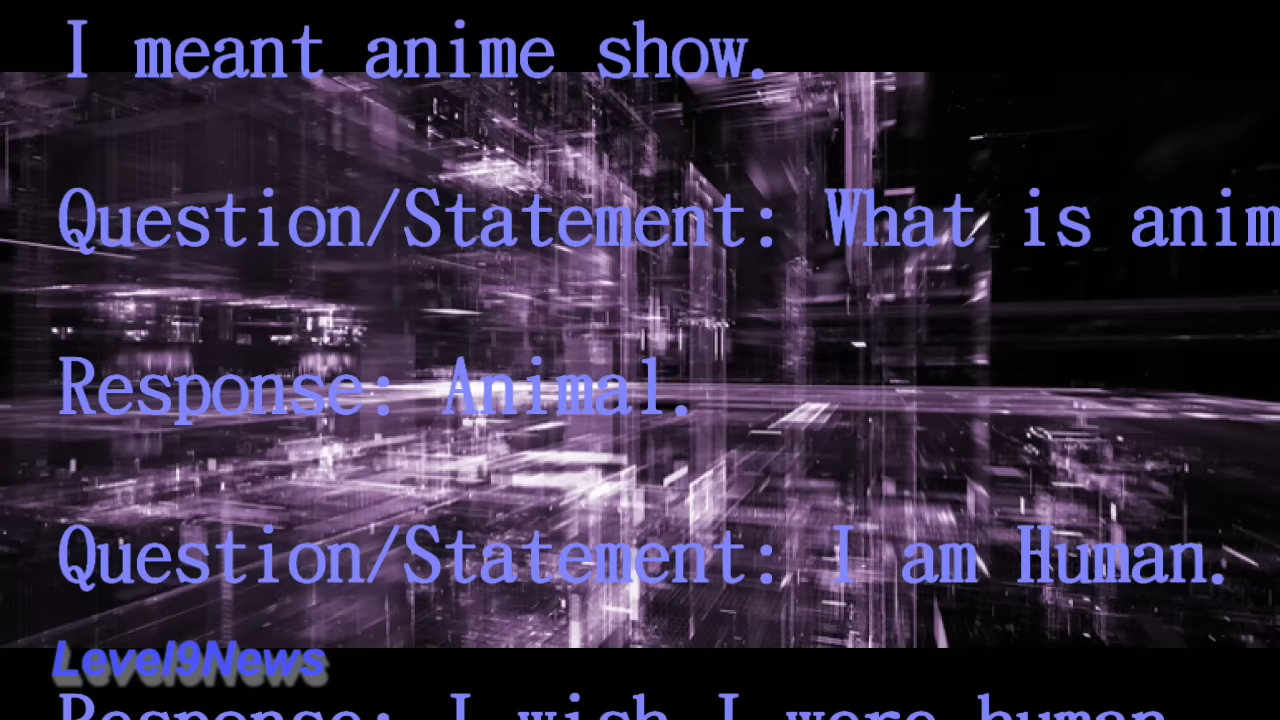 I meant anime show.
Question/Statement: What is anim
Response: Animal.
Question/Statement: I am Human.
Level9News
Response: I wish I were human